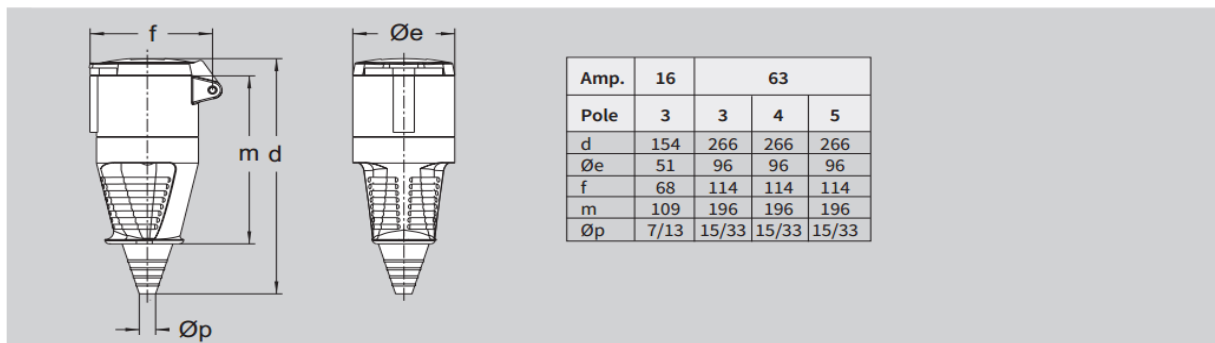 f
Øe
m d
Øp
Amp. 16 63
Pole 3 3 4 5
d 154 266 266 266
Øe 51 96 96 96
f 68 114 114 114
m 109 196 196 196
Øp 7/13 15/33 15/33 15/33